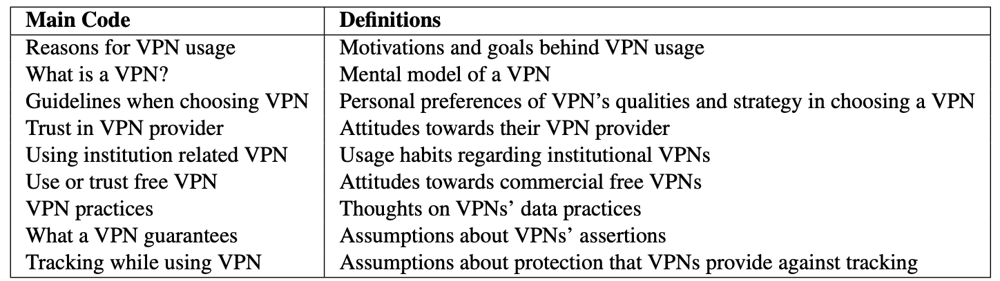 Main Code Definitions
Reasons for VPN usage Motivations and goals behind VPN usage
What is a VPN? Mental model of a VPN
Guidelines when choosing VPN Personal preferences of VPN’s qualities and strategy in choosing a VPN
Trust in VPN provider Attitudes towards their VPN provider
Using institution related VPN Usage habits regarding institutional VPNs
Use or trust free VPN Attitudes towards commercial free VPNs
VPN practices Thoughts on VPNs’ data practices
What a VPN guarantees Assumptions about VPNs’ assertions
Tracking while using VPN Assumptions about protection that VPNs provide against tracking